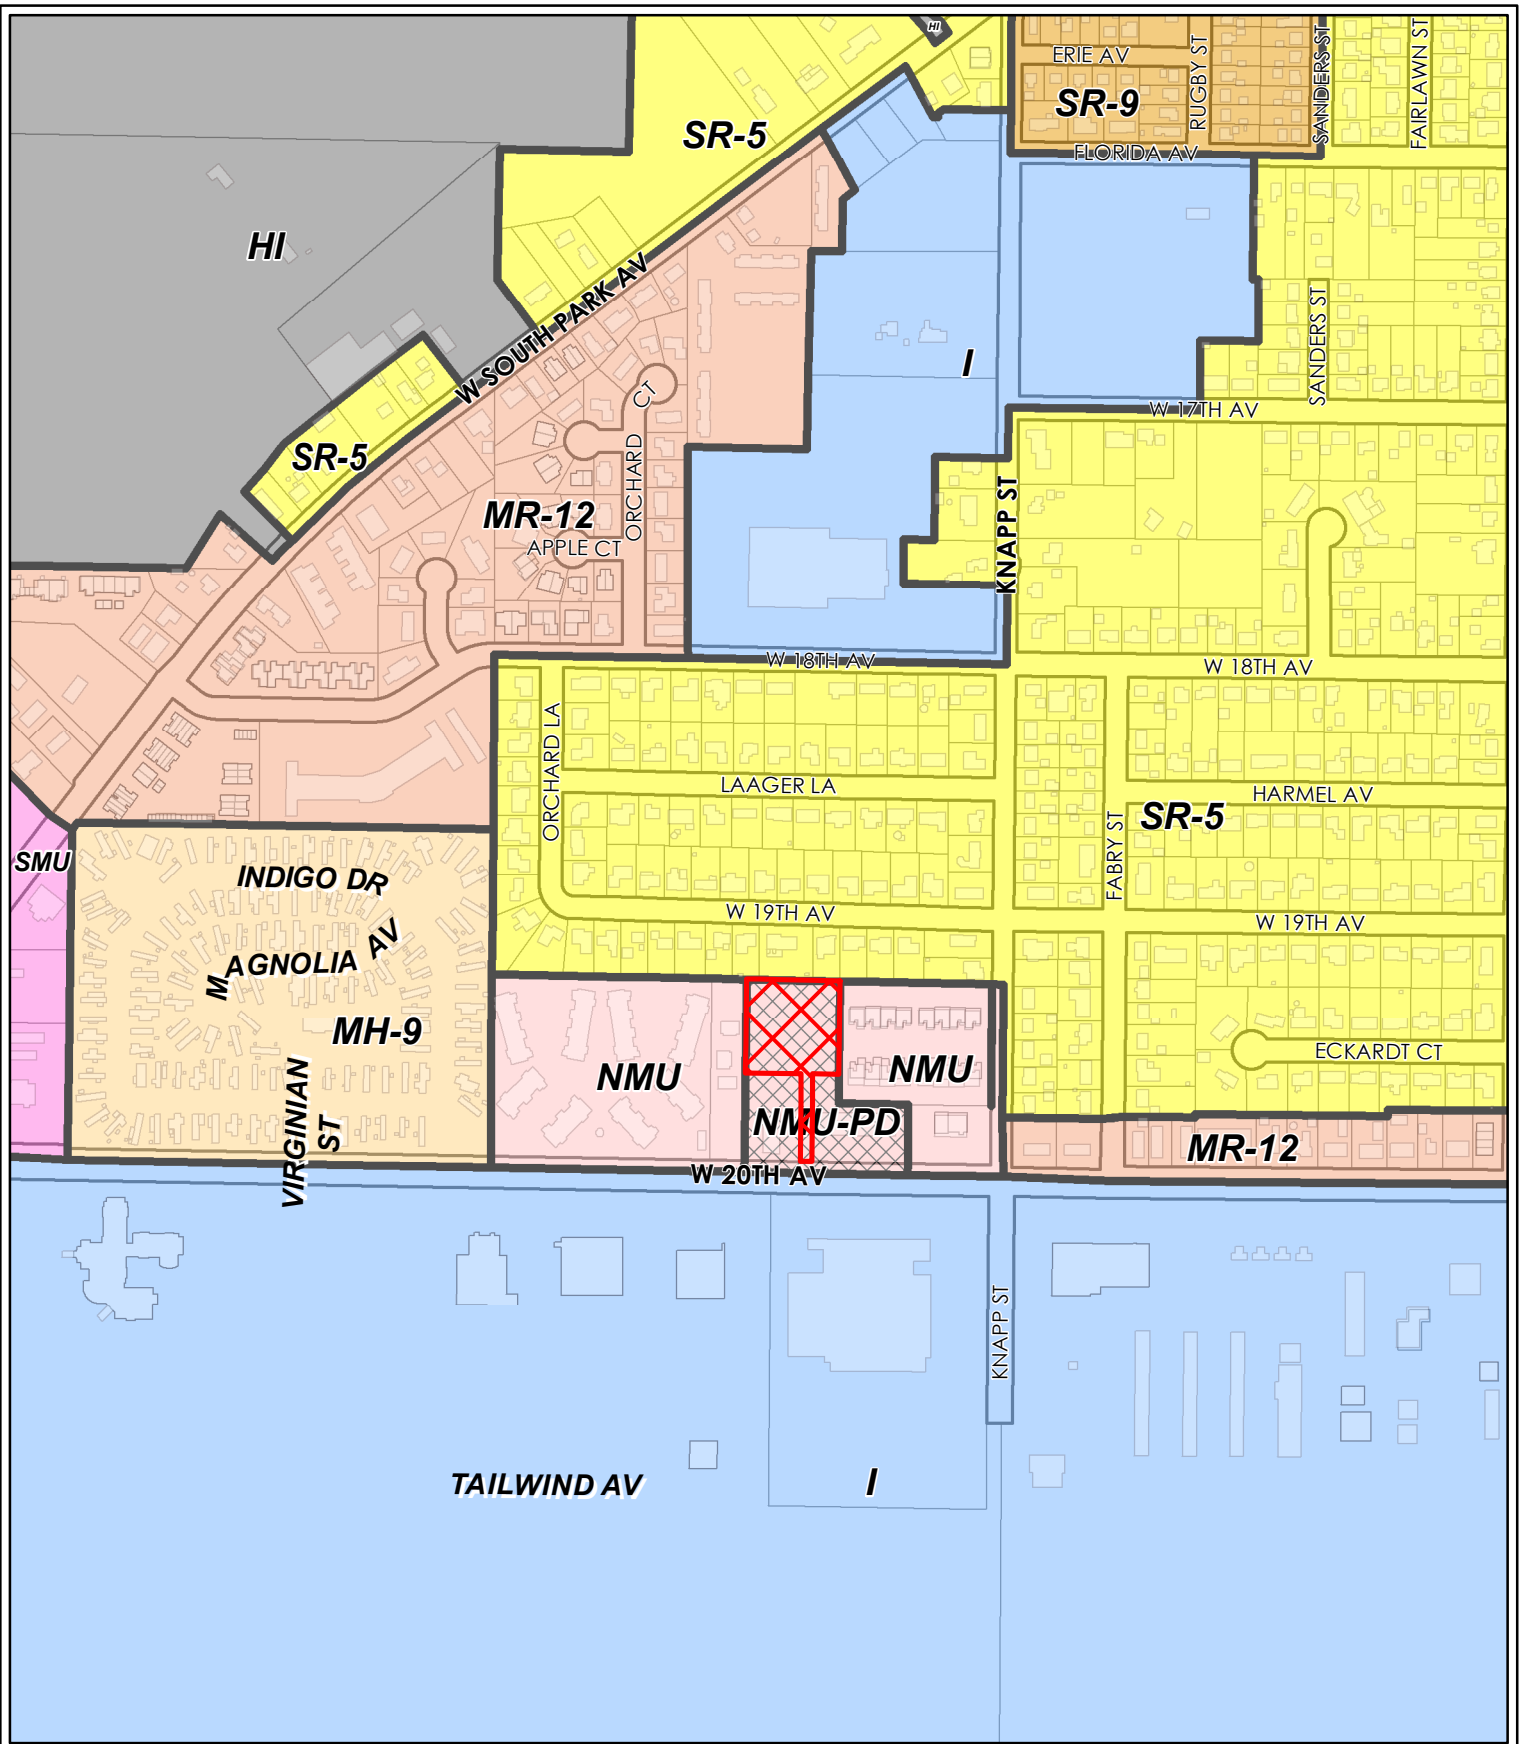 HI
ERIE AV
RUGBY ST
SANDERS ST
FAIRLAWN ST
SR-9
SR-5
FLORIDA AV
HI
W SOUTH PARK AV
SANDERS ST
I
CT
W 17TH AV
SR-5
ORCHARD
KNAPP ST
MR-12
APPLE CT
W 18TH AV
W 18TH AV
ORCHARD LA
LAAGER LA
HARMEL AV
SR-5
FABRY ST
SMU
INDIGO DR
W 19TH AV
W 19TH AV
MAGNOLIA AV
MH-9
ECKARDT CT
NMU
NMU
NMU-PD
VIRGINIAN
ST
MR-12
W 20TH AV
KNAPP ST
TAILWIND AV
I